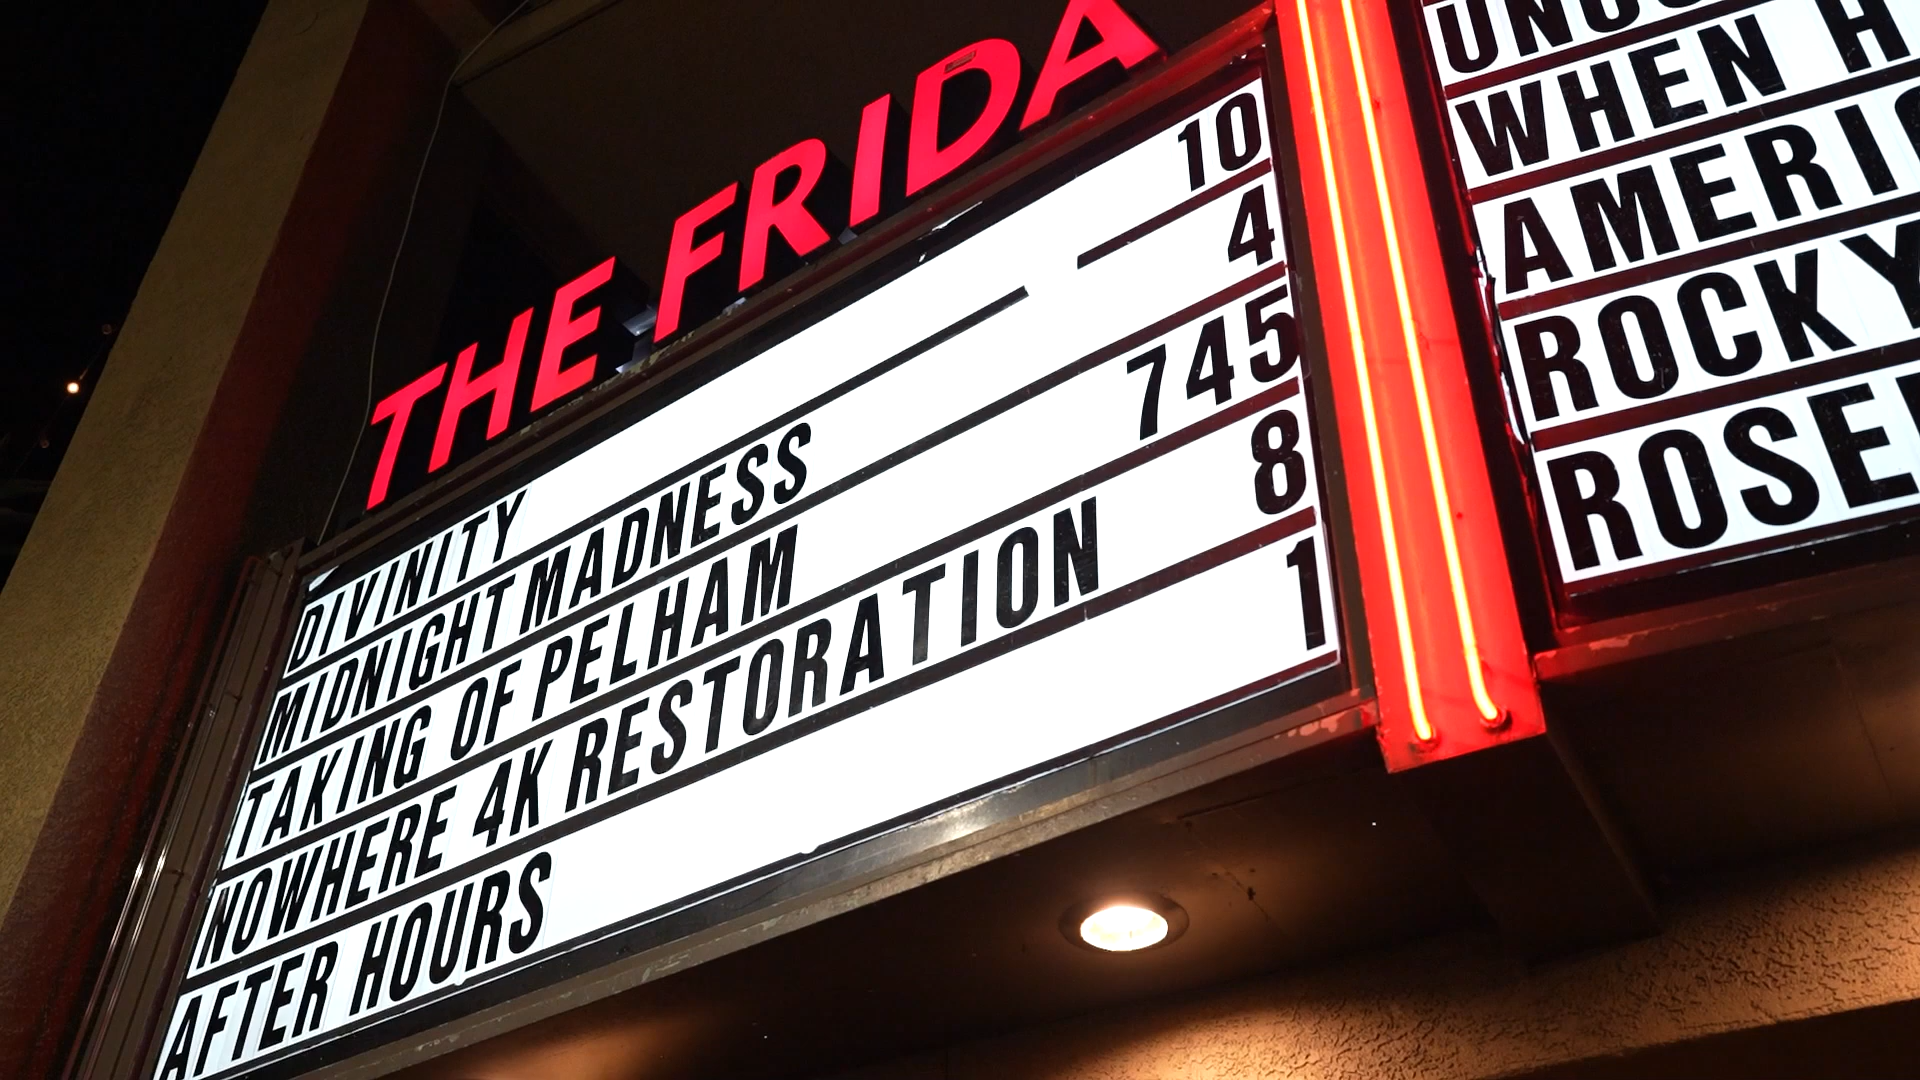 THE FRIDA
DIVINITY 10
MIDNIGHT MADNESS 4
TAKING OF PELHAM 745
NOWHERE 4K RESTORATION 8
AFTER HOURS 1
WHEN H
AMERIC
ROCKY
ROSE